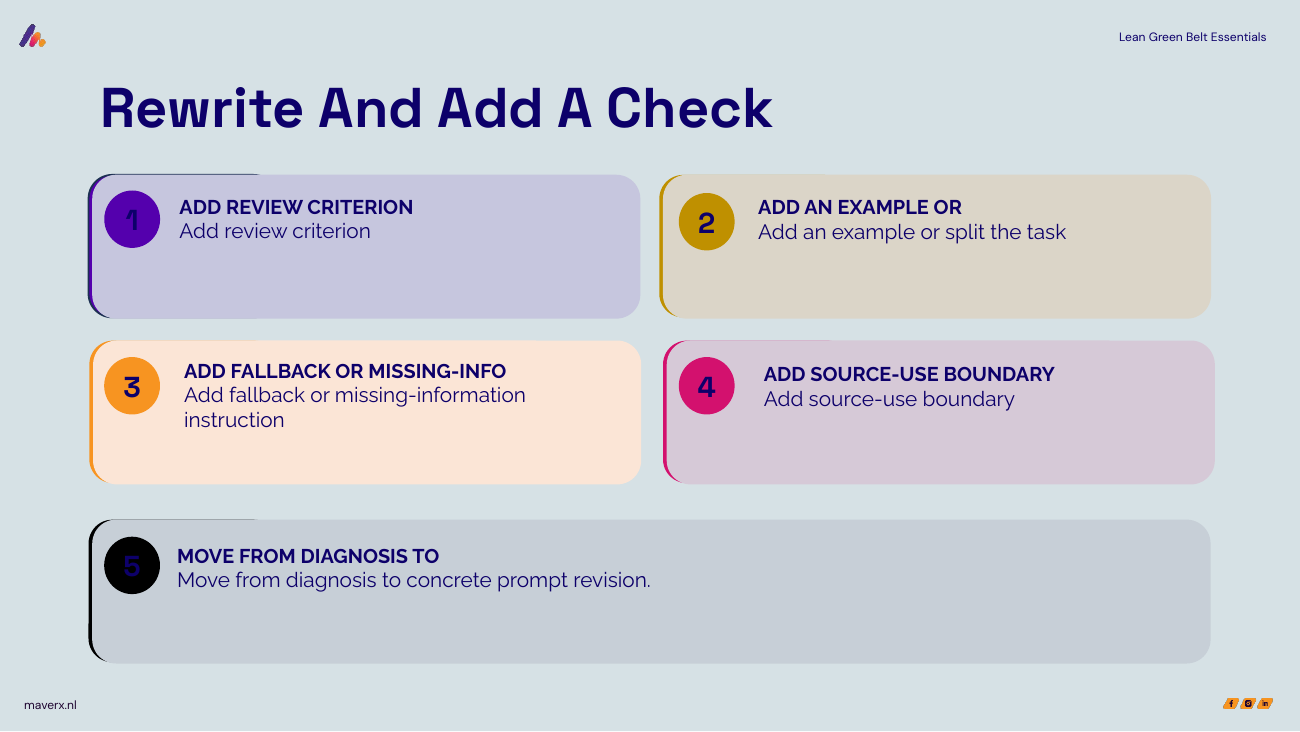 Lean Green Belt Essentials
Rewrite And Add A Check
1
ADD REVIEW CRITERION
Add review criterion
2
ADD AN EXAMPLE OR
Add an example or split the task
3
ADD FALLBACK OR MISSING-INFO
Add fallback or missing-information
instruction
4
ADD SOURCE-USE BOUNDARY
Add source-use boundary
5
MOVE FROM DIAGNOSIS TO
Move from diagnosis to concrete prompt revision.
maverx.nl